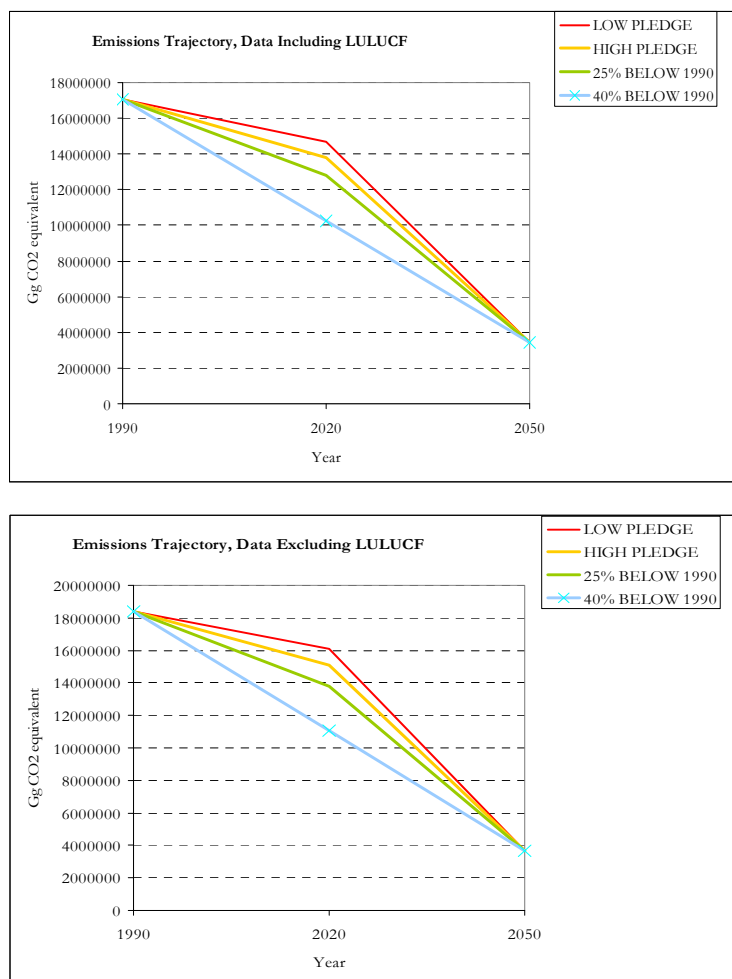 Emissions Trajectory, Data Including LULUCF
LOW PLEDGE
HIGH PLEDGE
25% BELOW 1990
40% BELOW 1990
18000000
16000000
14000000
12000000
10000000
8000000
6000000
4000000
2000000
0
Gg CO2 equivalent
1990 2020 2050
Year
Emissions Trajectory, Data Excluding LULUCF
LOW PLEDGE
HIGH PLEDGE
25% BELOW 1990
40% BELOW 1990
20000000
18000000
16000000
14000000
12000000
10000000
8000000
6000000
4000000
2000000
0
Gg CO2 equivalent
1990 2020 2050
Year